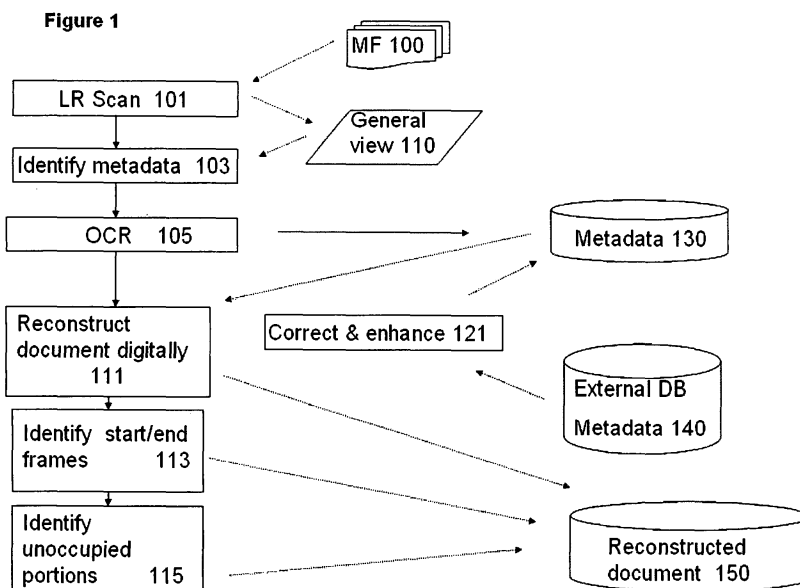 Figure 1
MF 100
LR Scan 101
General
view 110
Identify metadata 103
OCR 105
Metadata 130
Reconstruct
document digitally
111
Correct & enhance 121
External DB
Metadata 140
Identify start/end
frames 113
Identify
unoccupied
portions 115
Reconstructed
document 150